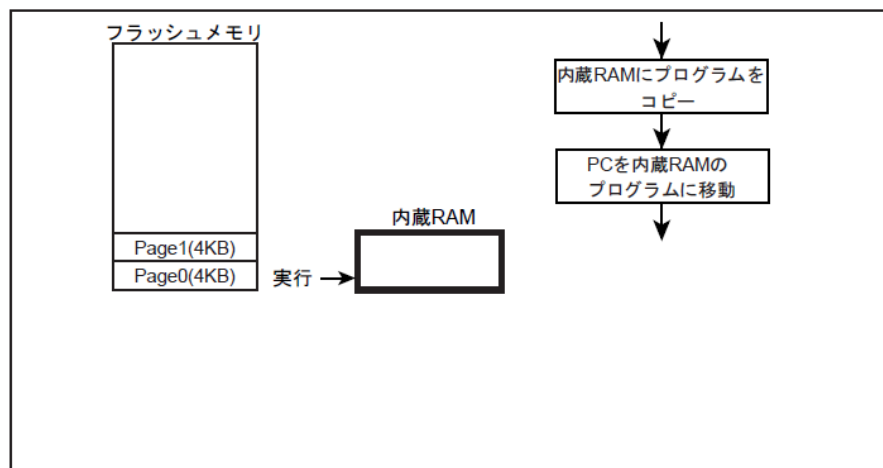 フラッシュメモリ
Page1(4KB)
Page0(4KB)
実行
内蔵RAM
内蔵RAMにプログラムを
コピー
PCを内蔵RAMの
プログラムに移動